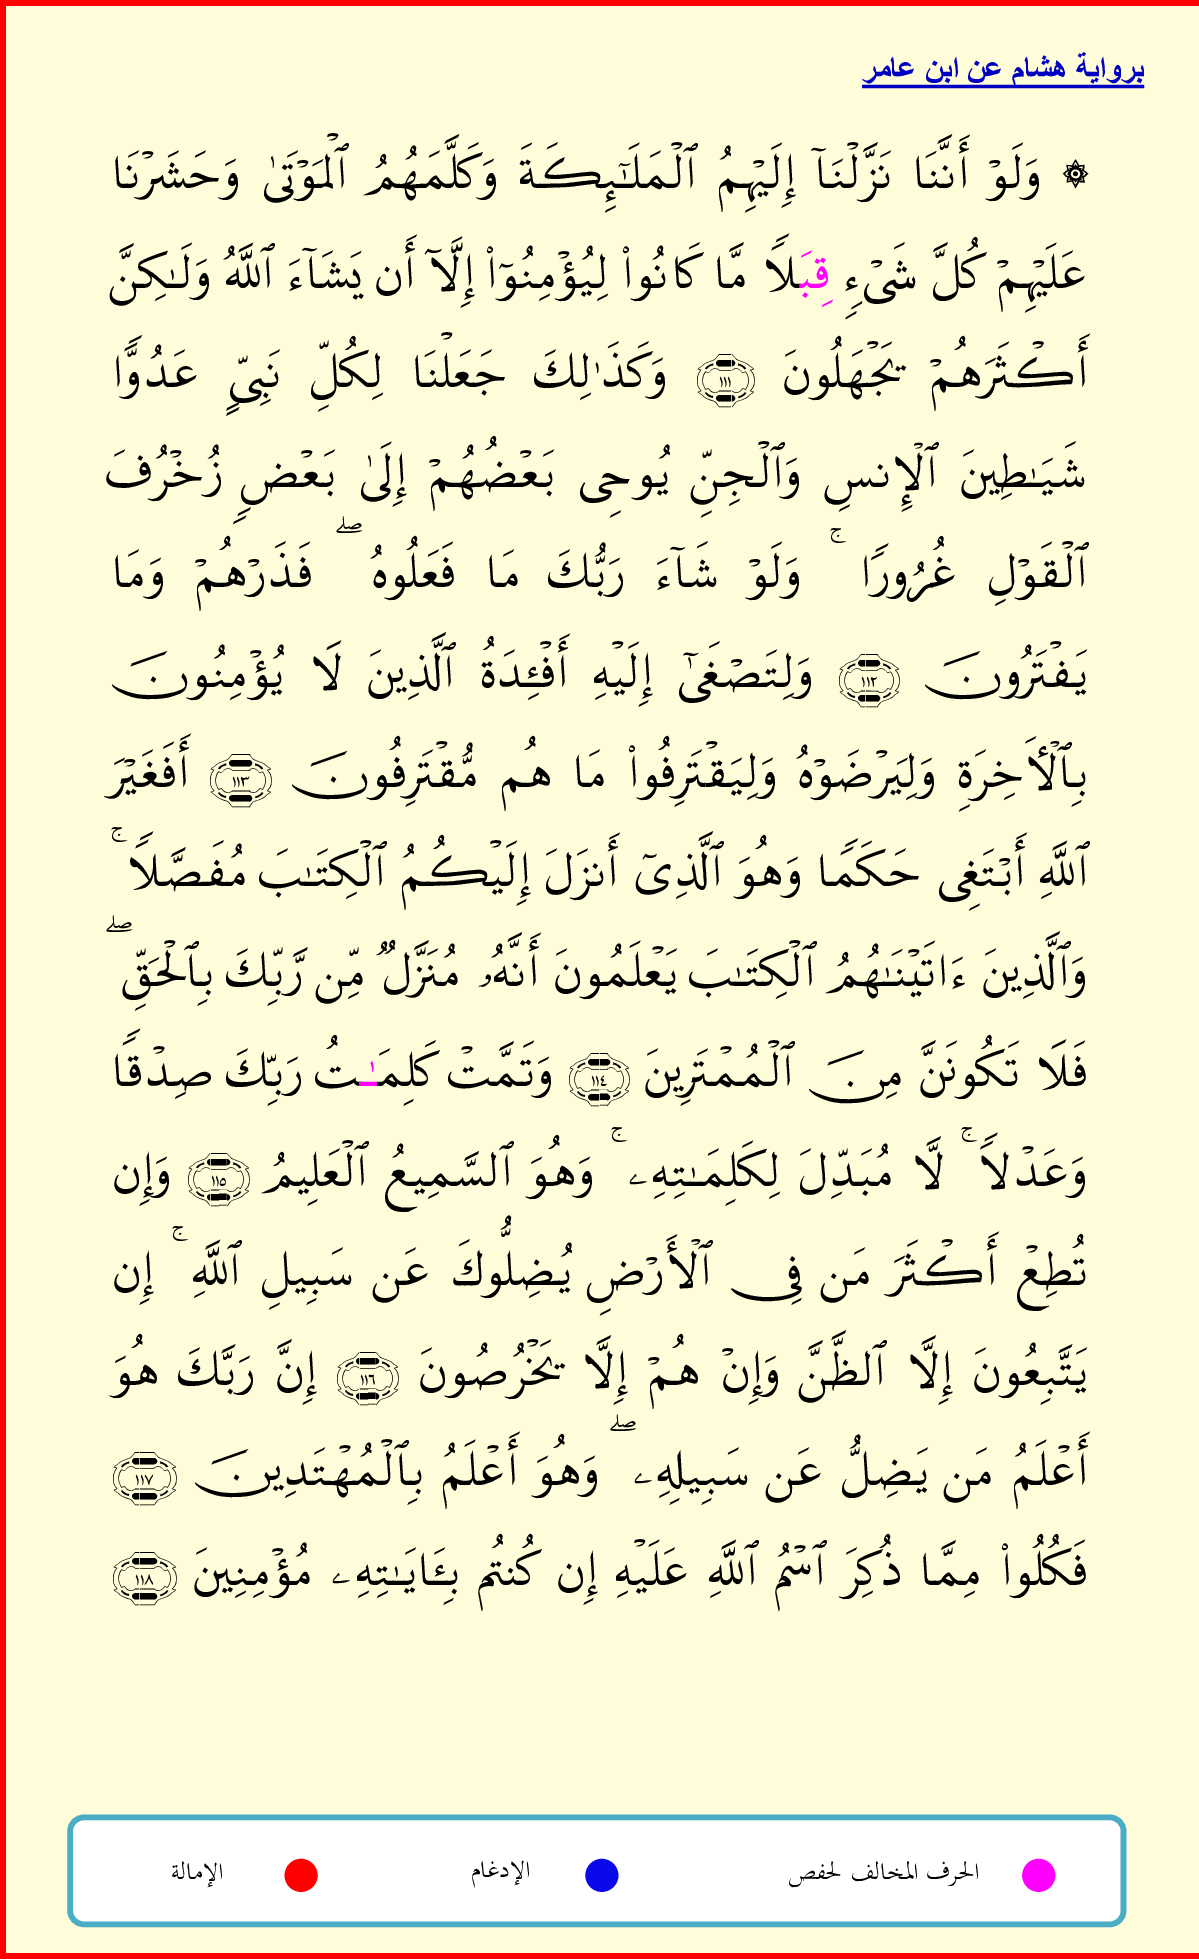 برواية هشام عن ابن عامر
۞ وَلَوۡ أَنَّنَا نَزَّلۡنَآ إِلَيۡهِمُ ٱلۡمَلَٰٓئِكَةَ وَكَلَّمَهُمُ ٱلۡمَوۡتَىٰ وَحَشَرۡنَا
عَلَيۡهِمۡ كُلَّ شَيۡءٖ قِبَلٗا مَّا كَانُواْ لِيُؤۡمِنُوٓاْ إِلَّآ أَن يَشَآءَ ٱللَّهُ وَلَٰكِنَّ
أَكۡثَرَهُمۡ يَجۡهَلُونَ ١١١ وَكَذَٰلِكَ جَعَلۡنَا لِكُلِّ نَبِيٍّ عَدُوّٗا
شَيَٰطِينَ ٱلۡإِنسِ وَٱلۡجِنِّ يُوحِي بَعۡضُهُمۡ إِلَىٰ بَعۡضٖ زُخۡرُفَ
ٱلۡقَوۡلِ غُرُورٗاۚ وَلَوۡ شَآءَ رَبُّكَ مَا فَعَلُوهُۖ فَذَرۡهُمۡ وَمَا
يَفۡتَرُونَ ١١٢ وَلِتَصۡغَىٰٓ إِلَيۡهِ أَفۡـِٔدَةُ ٱلَّذِينَ لَا يُؤۡمِنُونَ
بِٱلۡأٓخِرَةِ وَلِيَرۡضَوۡهُ وَلِيَقۡتَرِفُواْ مَا هُم مُّقۡتَرِفُونَ ١١٣ أَفَغَيۡرَ
ٱللَّهِ أَبۡتَغِي حَكَمٗا وَهُوَ ٱلَّذِيٓ أَنزَلَ إِلَيۡكُمُ ٱلۡكِتَٰبَ مُفَصَّلٗاۚ
وَٱلَّذِينَ ءَاتَيۡنَٰهُمُ ٱلۡكِتَٰبَ يَعۡلَمُونَ أَنَّهُۥ مُنَزَّلٞ مِّن رَّبِّكَ بِٱلۡحَقِّۖ
فَلَا تَكُونَنَّ مِنَ ٱلۡمُمۡتَرِينَ ١١٤ وَتَمَّتۡ كَلِمَٰتُ رَبِّكَ صِدۡقٗا
وَعَدۡلٗاۚ لَّا مُبَدِّلَ لِكَلِمَٰتِهِۦۚ وَهُوَ ٱلسَّمِيعُ ٱلۡعَلِيمُ ١١٥ وَإِن
تُطِعۡ أَكۡثَرَ مَن فِي ٱلۡأَرۡضِ يُضِلُّوكَ عَن سَبِيلِ ٱللَّهِۚ إِن
يَتَّبِعُونَ إِلَّا ٱلظَّنَّ وَإِنۡ هُمۡ إِلَّا يَخۡرُصُونَ ١١٦ إِنَّ رَبَّكَ هُوَ
أَعۡلَمُ مَن يَضِلُّ عَن سَبِيلِهِۦۖ وَهُوَ أَعۡلَمُ بِٱلۡمُهۡتَدِينَ ١١٧
فَكُلُواْ مِمَّا ذُكِرَ ٱسۡمُ ٱللَّهِ عَلَيۡهِ إِن كُنتُم بِـَٔايَٰتِهِۦ مُؤۡمِنِينَ ١١٨
الحرف المخالف لحفص الإدغام الإمالة